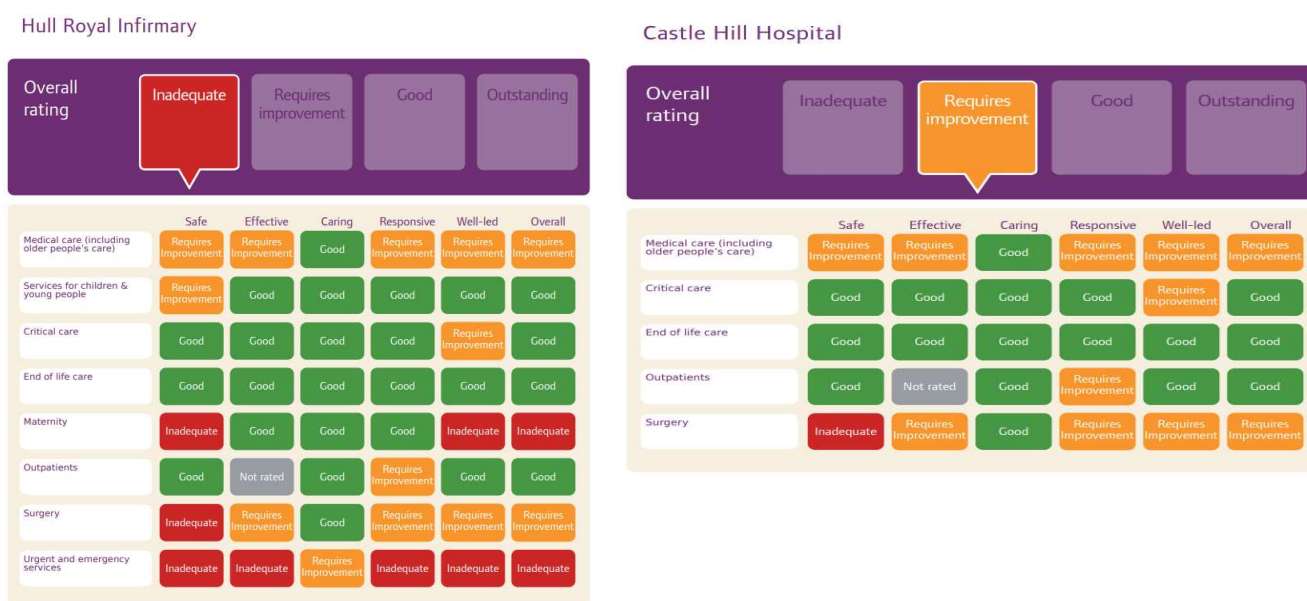 Hull Royal Infirmary
Overall
rating
Inadequate
Requires
improvement
Good
Outstanding
Safe Effective Caring Responsive Well-led Overall
Medical care (including
older people's care)
Requires
Improvement
Requires
Improvement
Good
Requires
Improvement
Requires
Improvement
Requires
Improvement
Services for children &
young people
Requires
Improvement
Good
Good
Good
Good
Good
Critical care
Good
Good
Good
Good
Requires
Improvement
Good
End of life care
Good
Good
Good
Good
Good
Good
Maternity
Inadequate
Good
Good
Good
Inadequate
Inadequate
Outpatients
Good
Not rated
Good
Requires
Improvement
Good
Good
Surgery
Inadequate
Requires
Improvement
Good
Requires
Improvement
Requires
Improvement
Requires
Improvement
Urgent and emergency
services
Inadequate
Inadequate
Requires
Improvement
Inadequate
Inadequate
Inadequate
Castle Hill Hospital
Overall
rating
Inadequate
Requires
improvement
Good
Outstanding
Safe Effective Caring Responsive Well-led Overall
Medical care (including
older people's care)
Requires
Improvement
Requires
Improvement
Good
Requires
Improvement
Requires
Improvement
Requires
Improvement
Critical care
Good
Good
Good
Good
Requires
Improvement
Good
End of life care
Good
Good
Good
Good
Good
Good
Outpatients
Good
Not rated
Good
Requires
Improvement
Good
Good
Surgery
Inadequate
Requires
Improvement
Good
Requires
Improvement
Requires
Improvement
Requires
Improvement